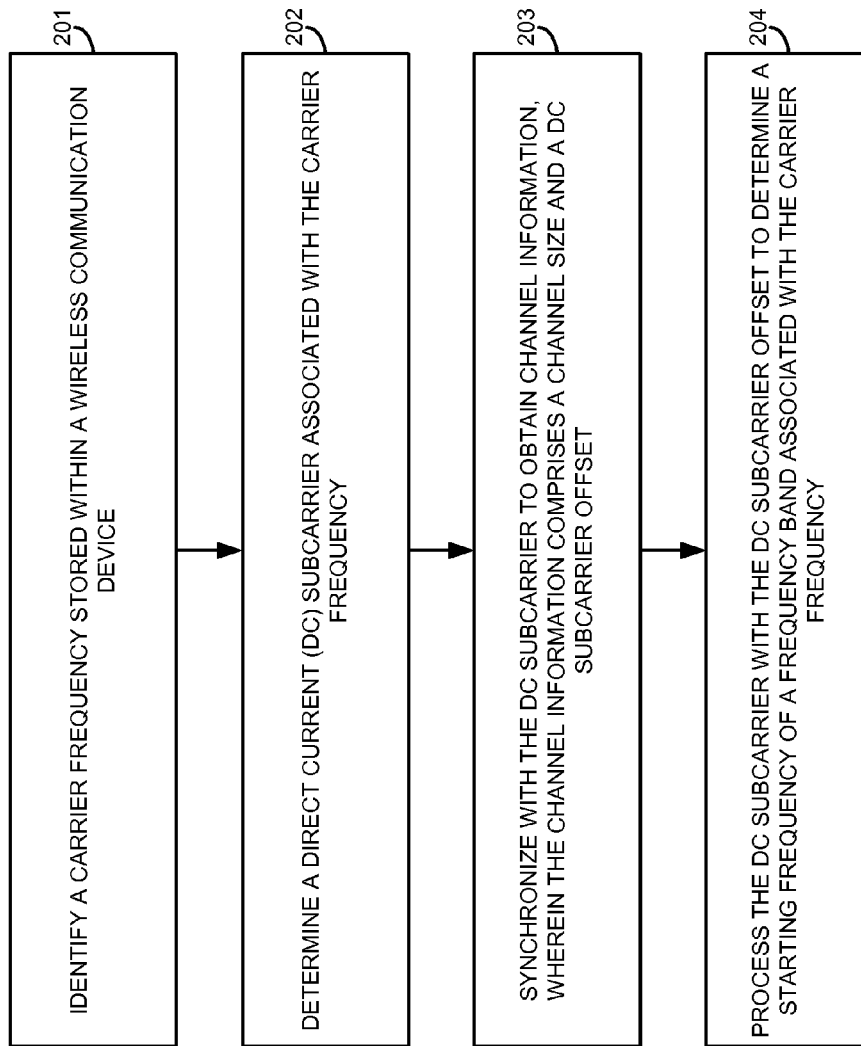 201
IDENTIFY A CARRIER FREQUENCY STORED WITHIN A WIRELESS COMMUNICATION
DEVICE
202
DETERMINE A DIRECT CURRENT (DC) SUBCARRIER ASSOCIATED WITH THE CARRIER
FREQUENCY
203
SYNCHRONIZE WITH THE DC SUBCARRIER TO OBTAIN CHANNEL INFORMATION,
WHEREIN THE CHANNEL INFORMATION COMPRISES A CHANNEL SIZE AND A DC
SUBCARRIER OFFSET
204
PROCESS THE DC SUBCARRIER WITH THE DC SUBCARRIER OFFSET TO DETERMINE A
STARTING FREQUENCY OF A FREQUENCY BAND ASSOCIATED WITH THE CARRIER
FREQUENCY